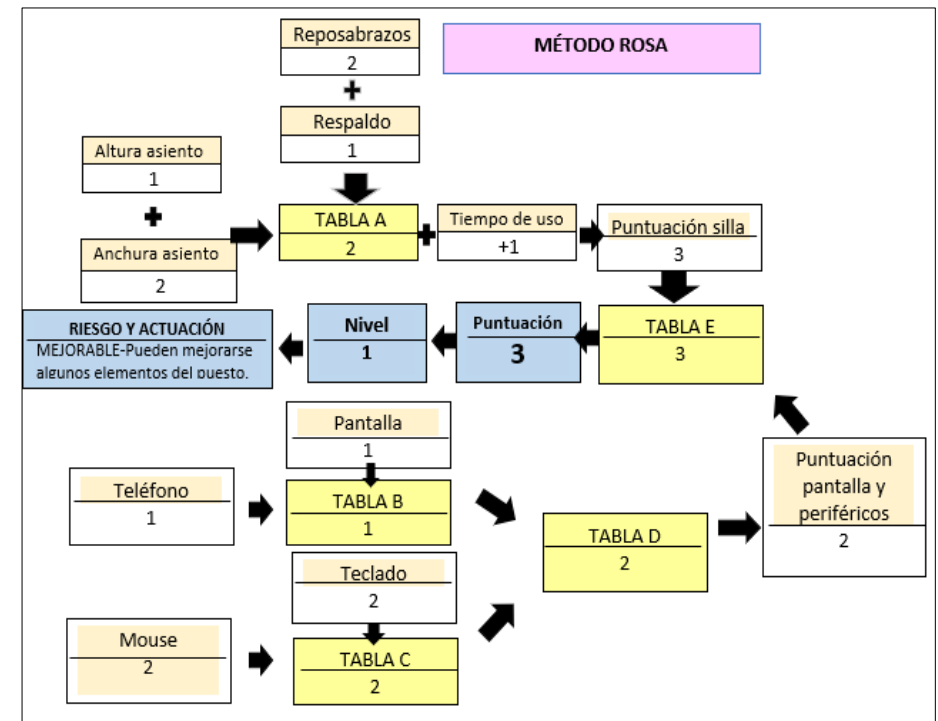 Reposabrazos
2
MÉTODO ROSA
Respaldo
1
Altura asiento
1
Anchura asiento
2
TABLA A
2
Tiempo de uso
+1
Puntuación silla
3
RIESGO Y ACTUACIÓN
MEJORABLE-Pueden mejorarse
algunos elementos del puesto.
Nivel
1
Puntuación
3
TABLA E
3
Pantalla
1
Teléfono
1
TABLA B
1
Puntuación
pantalla y
periféricos
2
TABLA D
2
Teclado
2
Mouse
2
TABLA C
2